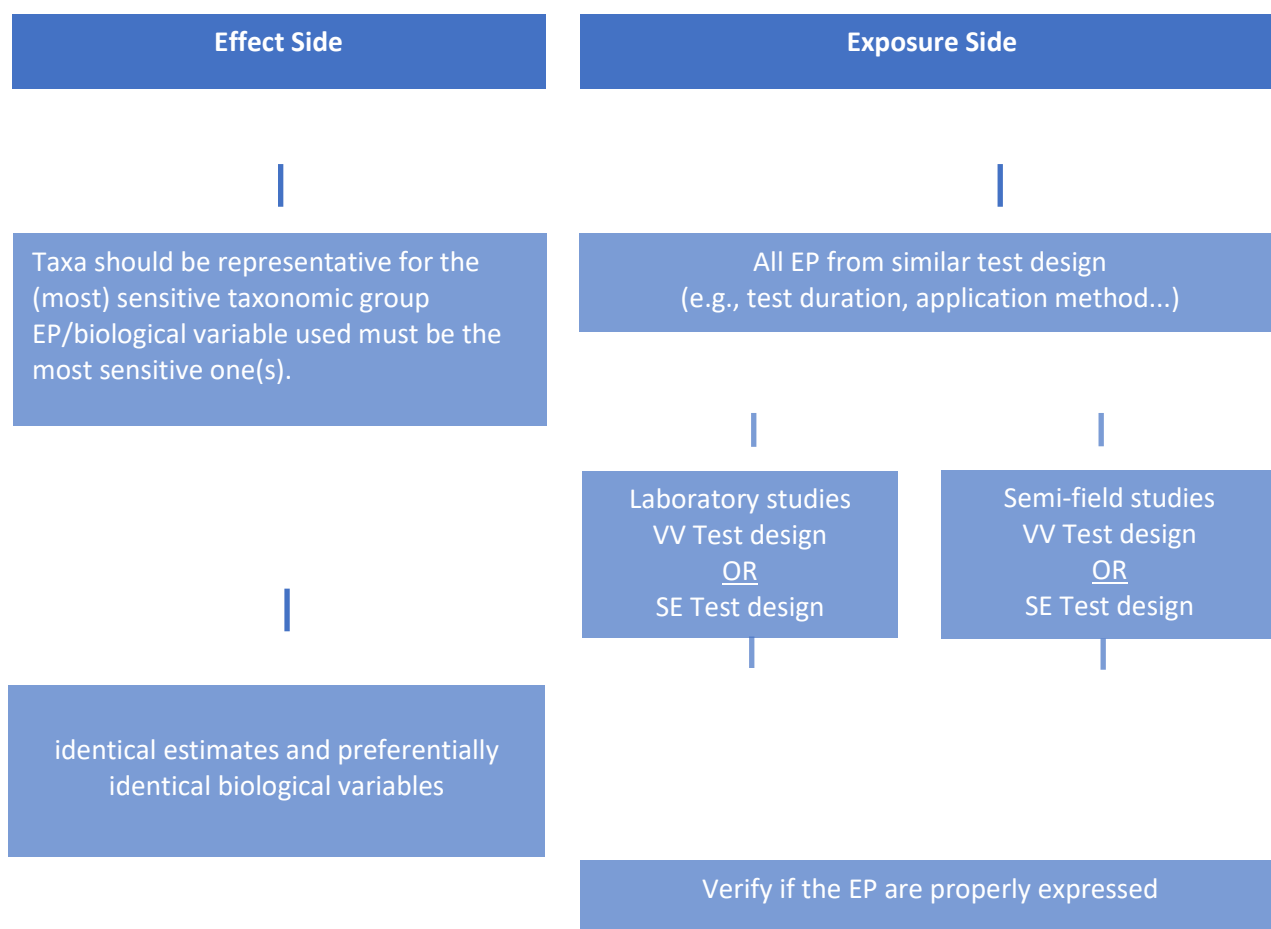 Effect Side
Exposure Side
Taxa should be representative for the
(most) sensitive taxonomic group
EP/biological variable used must be the
most sensitive one(s).
All EP from similar test design
(e.g., test duration, application method...)
Laboratory studies
VV Test design
OR
SE Test design
Semi-field studies
VV Test design
OR
SE Test design
identical estimates and preferentially
identical biological variables
Verify if the EP are properly expressed